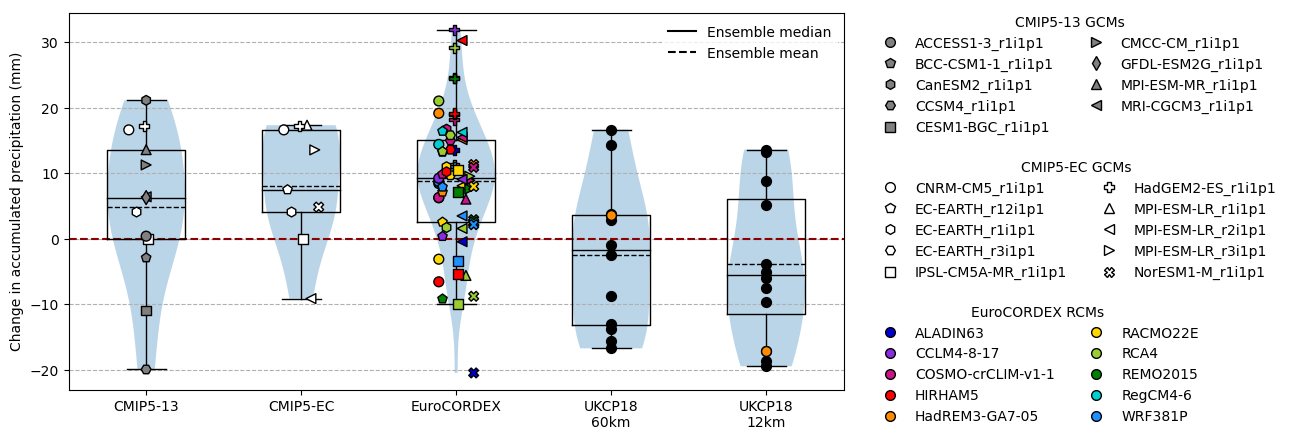 Change in accumulated precipitation (mm)
30
20
10
0
−10
−20
Ensemble median
Ensemble mean
CMIP5-13
CMIP5-EC
EuroCORDEX
UKCP18
60km
UKCP18
12km
CMIP5-13 GCMs
ACCESS1-3_r1i1p1
BCC-CSM1-1_r1i1p1
CanESM2_r1i1p1
CCSM4_r1i1p1
CESM1-BGC_r1i1p1
CMCC-CM_r1i1p1
GFDL-ESM2G_r1i1p1
MPI-ESM-MR_r1i1p1
MRI-CGCM3_r1i1p1
CMIP5-EC GCMs
CNRM-CM5_r1i1p1
EC-EARTH_r12i1p1
EC-EARTH_r1i1p1
EC-EARTH_r3i1p1
IPSL-CM5A-MR_r1i1p1
HadGEM2-ES_r1i1p1
MPI-ESM-LR_r1i1p1
MPI-ESM-LR_r2i1p1
MPI-ESM-LR_r3i1p1
NorESM1-M_r1i1p1
EuroCORDEX RCMs
ALADIN63
CCLM4-8-17
COSMO-crCLIM-v1-1
HIRHAM5
HadREM3-GA7-05
RACMO22E
RCA4
REMO2015
RegCM4-6
WRF381P